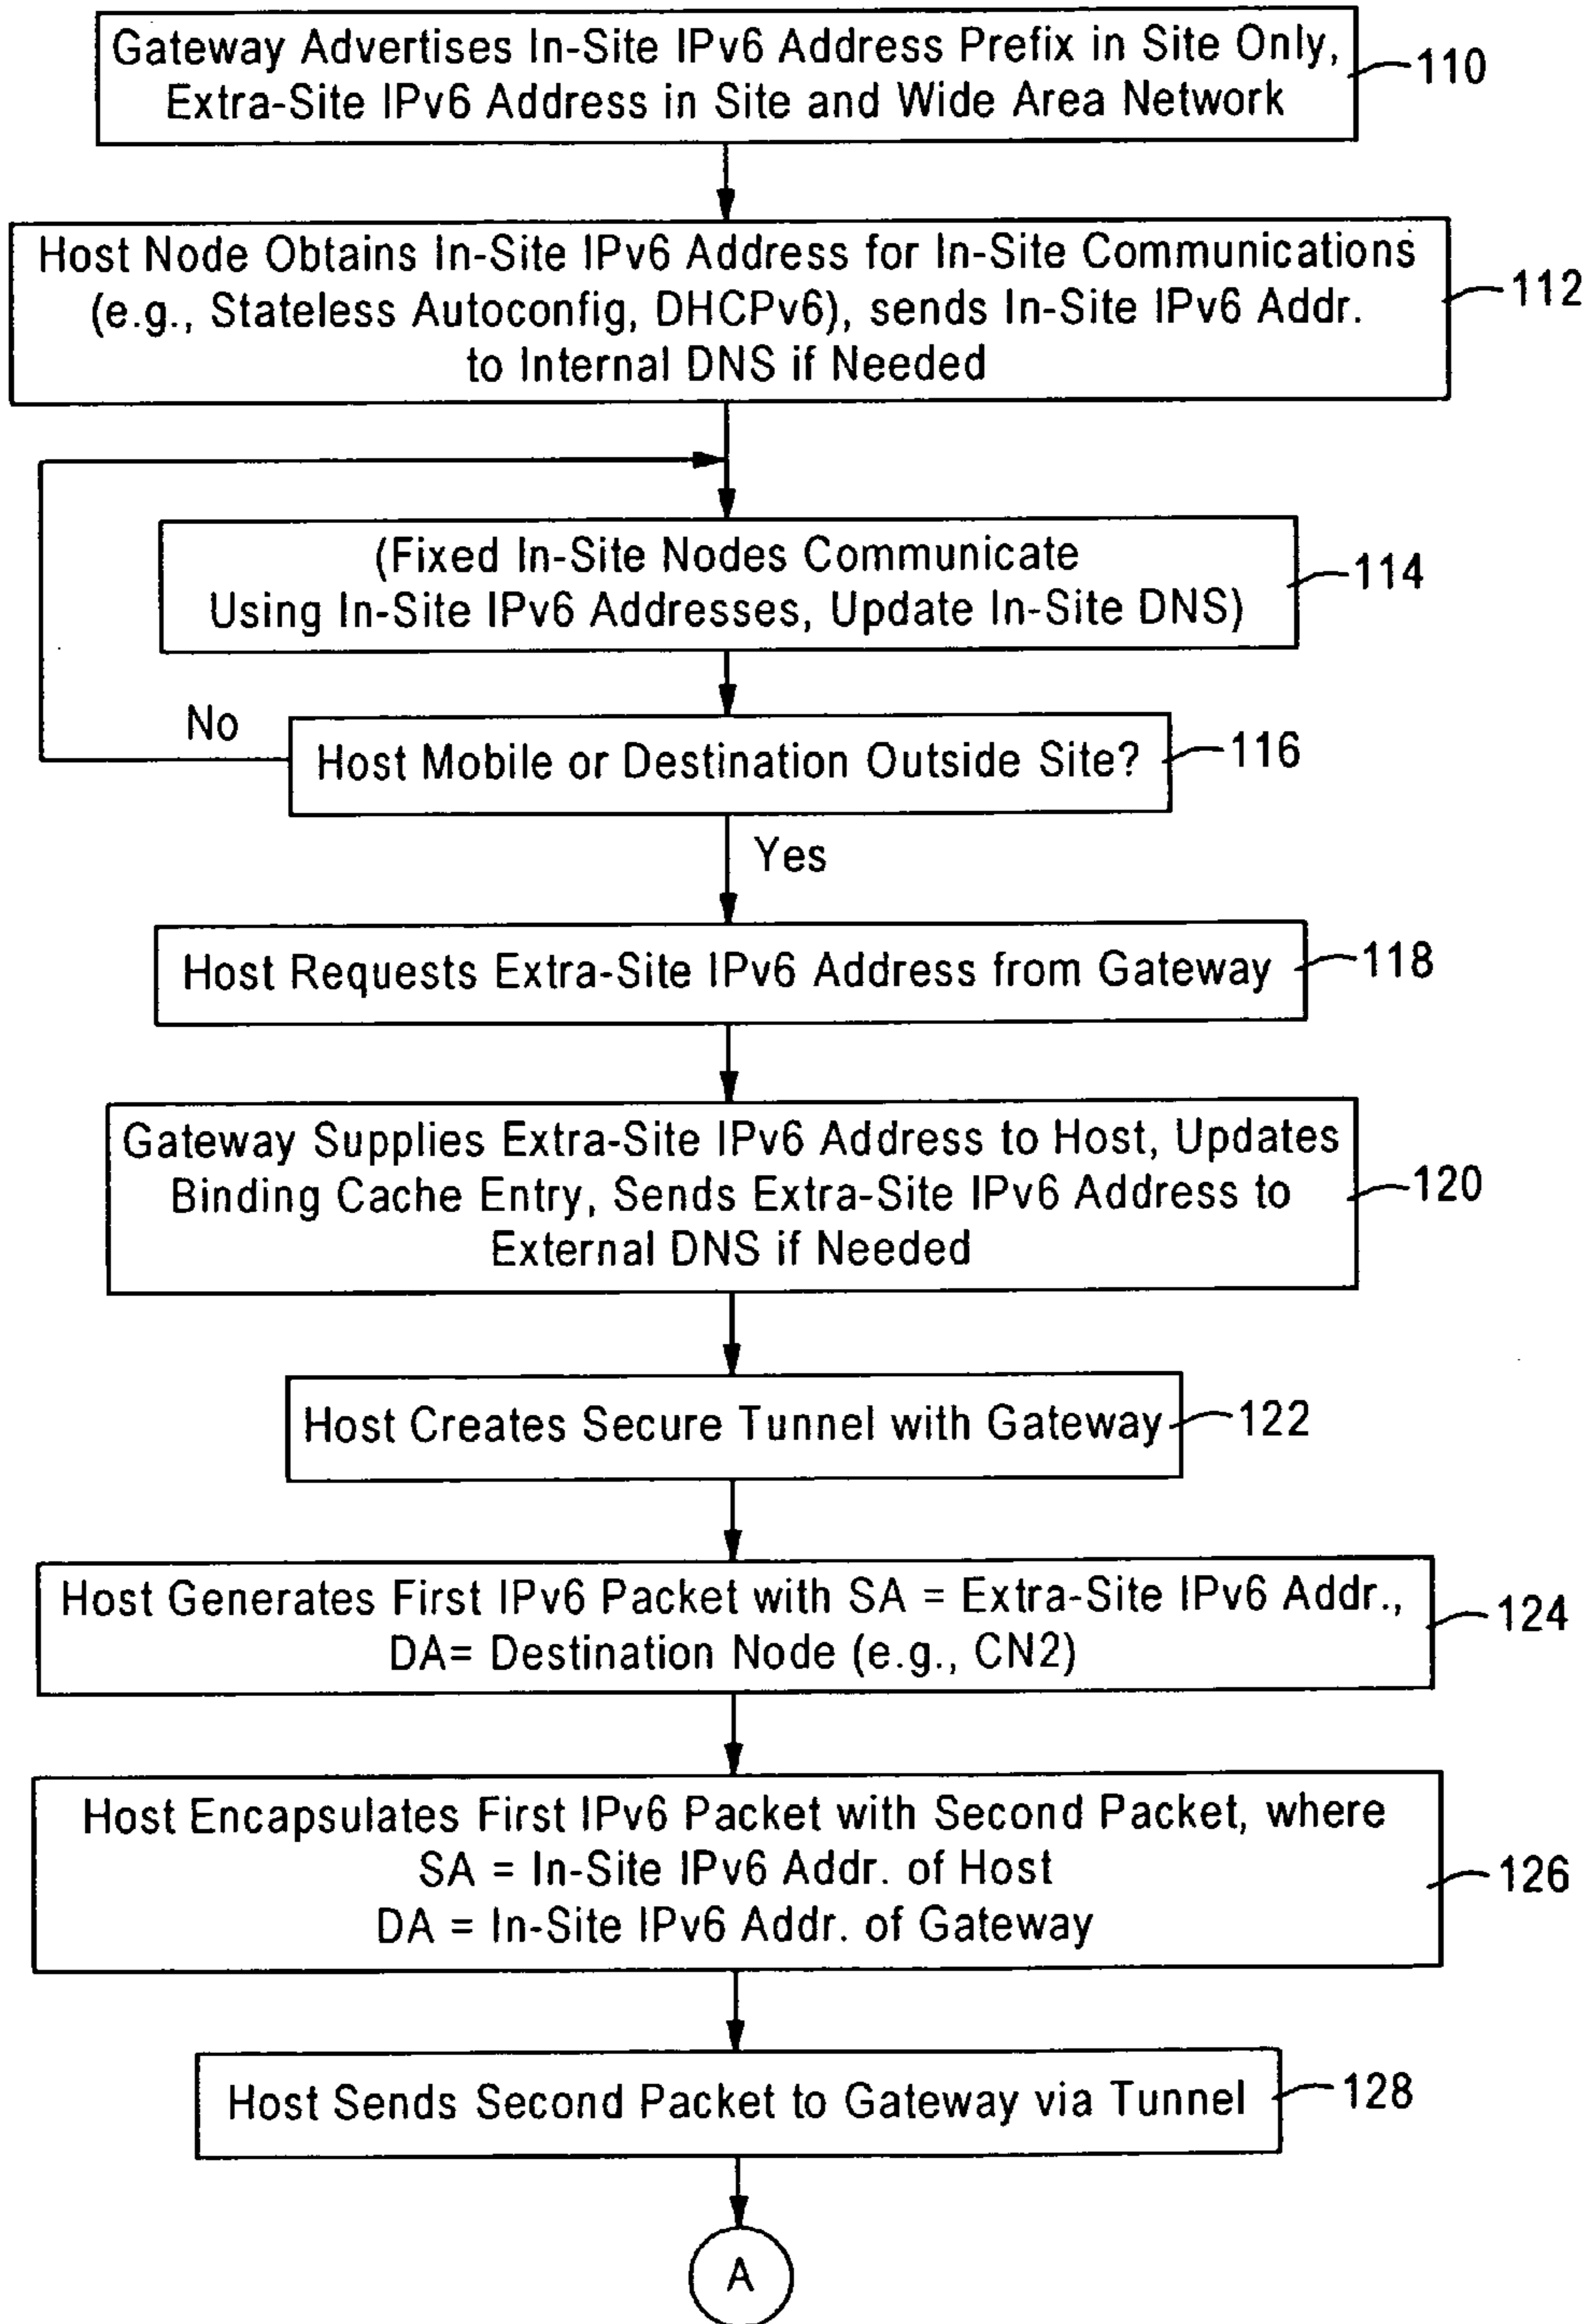 Gateway Advertises In-Site IPv6 Address Prefix in Site Only,
Extra-Site IPv6 Address in Site and Wide Area Network
110
Host Node Obtains In-Site IPv6 Address for In-Site Communications
(e.g., Stateless Autoconfig, DHCPv6), sends In-Site IPv6 Addr.
to Internal DNS if Needed
112
(Fixed In-Site Nodes Communicate
Using In-Site IPv6 Addresses, Update In-Site DNS)
114
No
Host Mobile or Destination Outside Site?
116
Yes
Host Requests Extra-Site IPv6 Address from Gateway
118
Gateway Supplies Extra-Site IPv6 Address to Host, Updates
Binding Cache Entry, Sends Extra-Site IPv6 Address to
External DNS if Needed
120
Host Creates Secure Tunnel with Gateway
122
Host Generates First IPv6 Packet with SA = Extra-Site IPv6 Addr.,
DA= Destination Node (e.g., CN2)
124
Host Encapsulates First IPv6 Packet with Second Packet, where
SA = In-Site IPv6 Addr. of Host
DA = In-Site IPv6 Addr. of Gateway
126
Host Sends Second Packet to Gateway via Tunnel
128
A